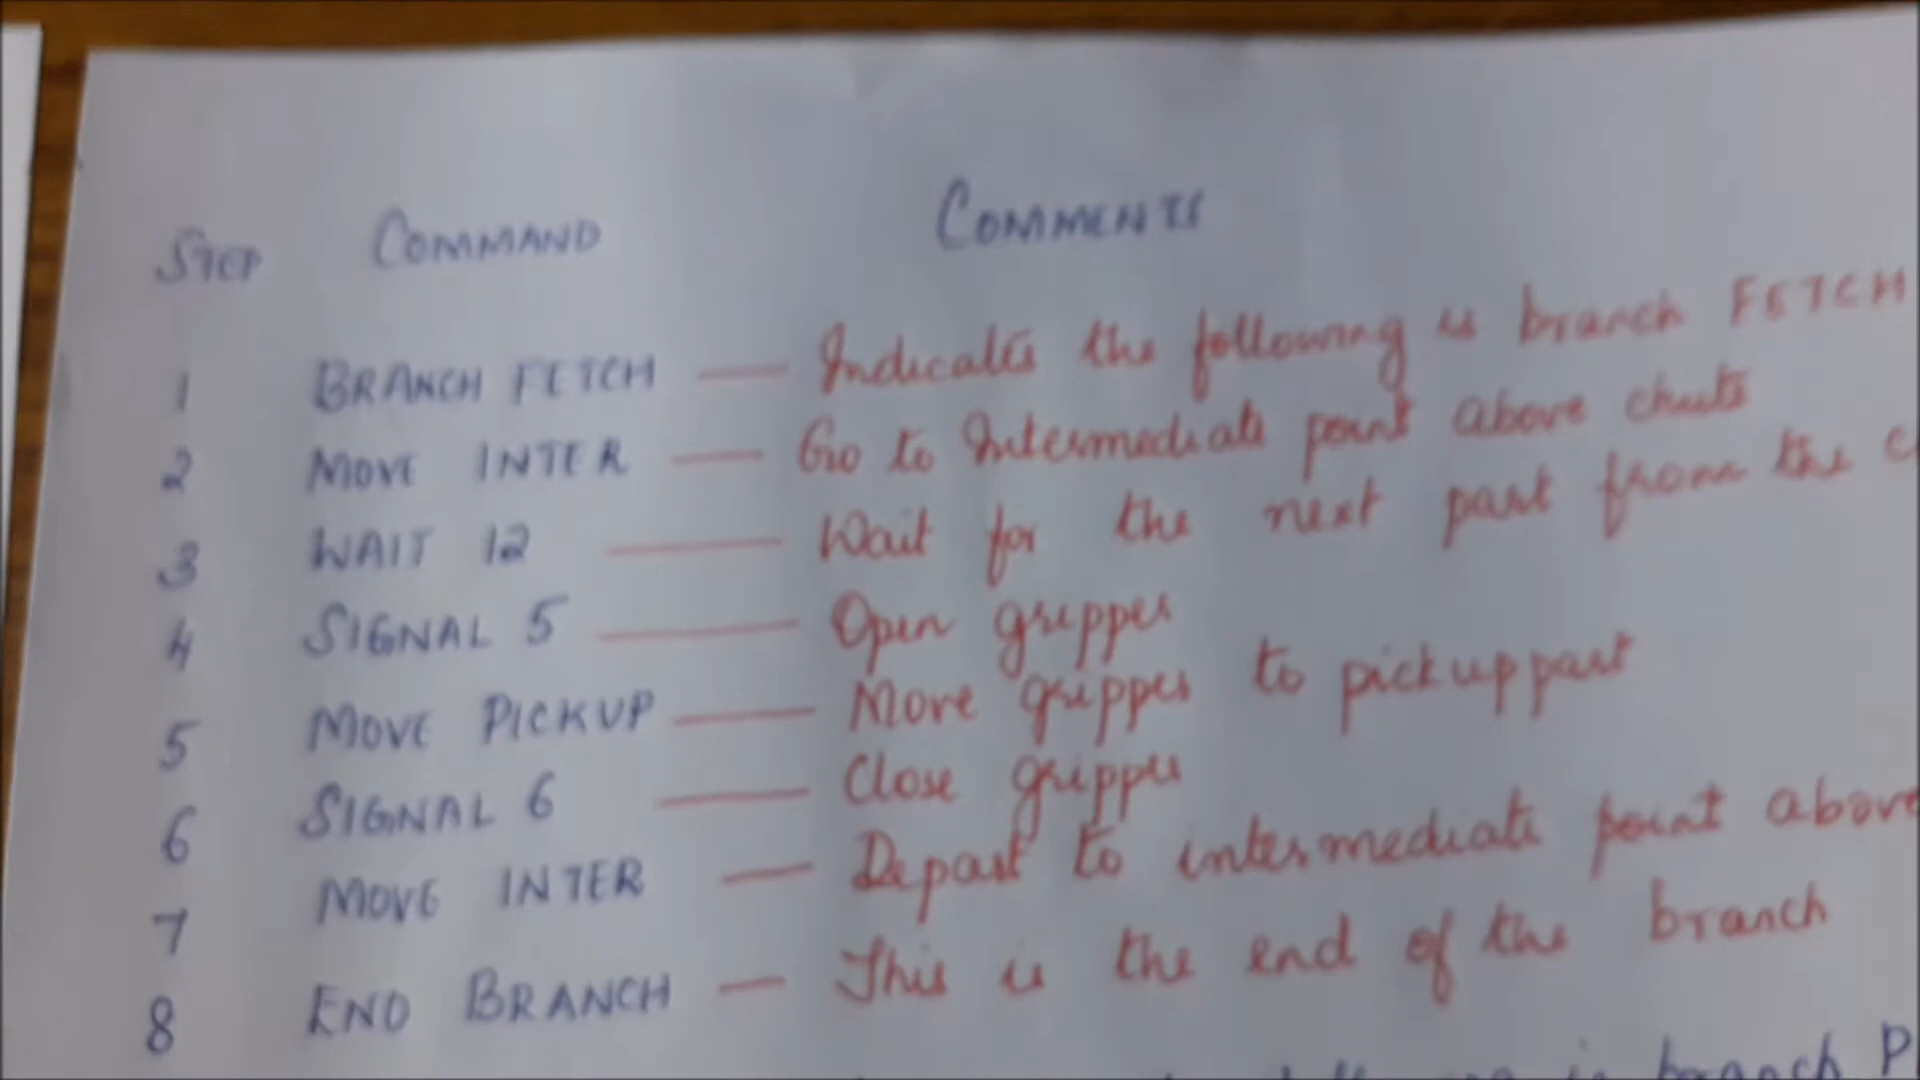 STEP COMMAND COMMENTS
1 BRANCH FETCH — Indicates the following is branch FETCH
2 MOVE INTER — Go to Intermediate point above chute
3 WAIT 12 — Wait for the next part from the
4 SIGNAL 5 — Open gripper
5 MOVE PICKUP — Move gripper to pickup part
6 SIGNAL 6 — Close gripper
7 MOVE INTER — Depart to intermediate point above
8 END BRANCH — This is the end of the branch
is branch